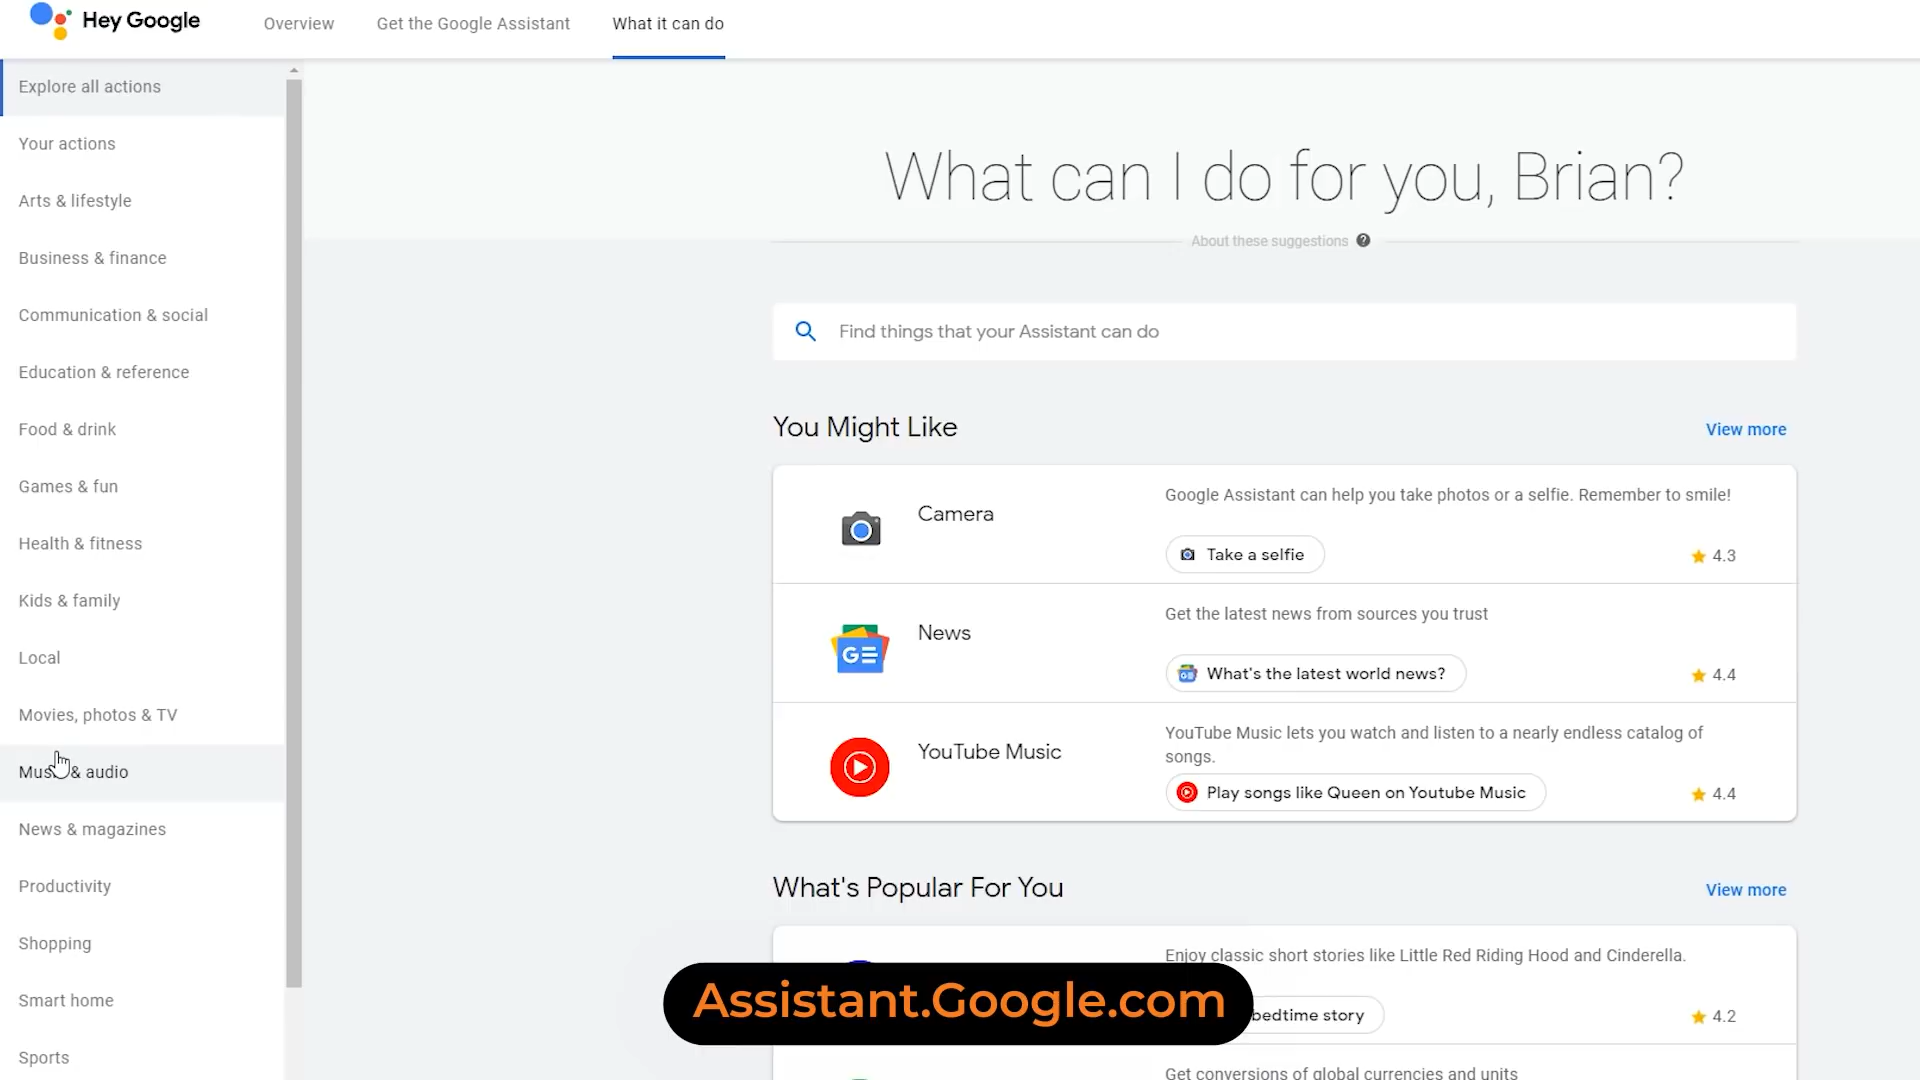 Hey Google
Overview
Get the Google Assistant
What it can do
Explore all actions
Your actions
Arts & lifestyle
Business & finance
Communication & social
Education & reference
Food & drink
Games & fun
Health & fitness
Kids & family
Local
Movies, photos & TV
Music & audio
News & magazines
Productivity
Shopping
Smart home
Sports
What can I do for you, Brian?
About these suggestions
Find things that your Assistant can do
You Might Like
View more
Camera
Google Assistant can help you take photos or a selfie. Remember to smile!
Take a selfie
4.3
News
Get the latest news from sources you trust
What's the latest world news?
4.4
YouTube Music
YouTube Music lets you watch and listen to a nearly endless catalog of
songs.
Play songs like Queen on Youtube Music
4.4
What's Popular For You
View more
Enjoy classic short stories like Little Red Riding Hood and Cinderella.
bedtime story
4.2
Get conversions of global currencies and units
Assistant.Google.com